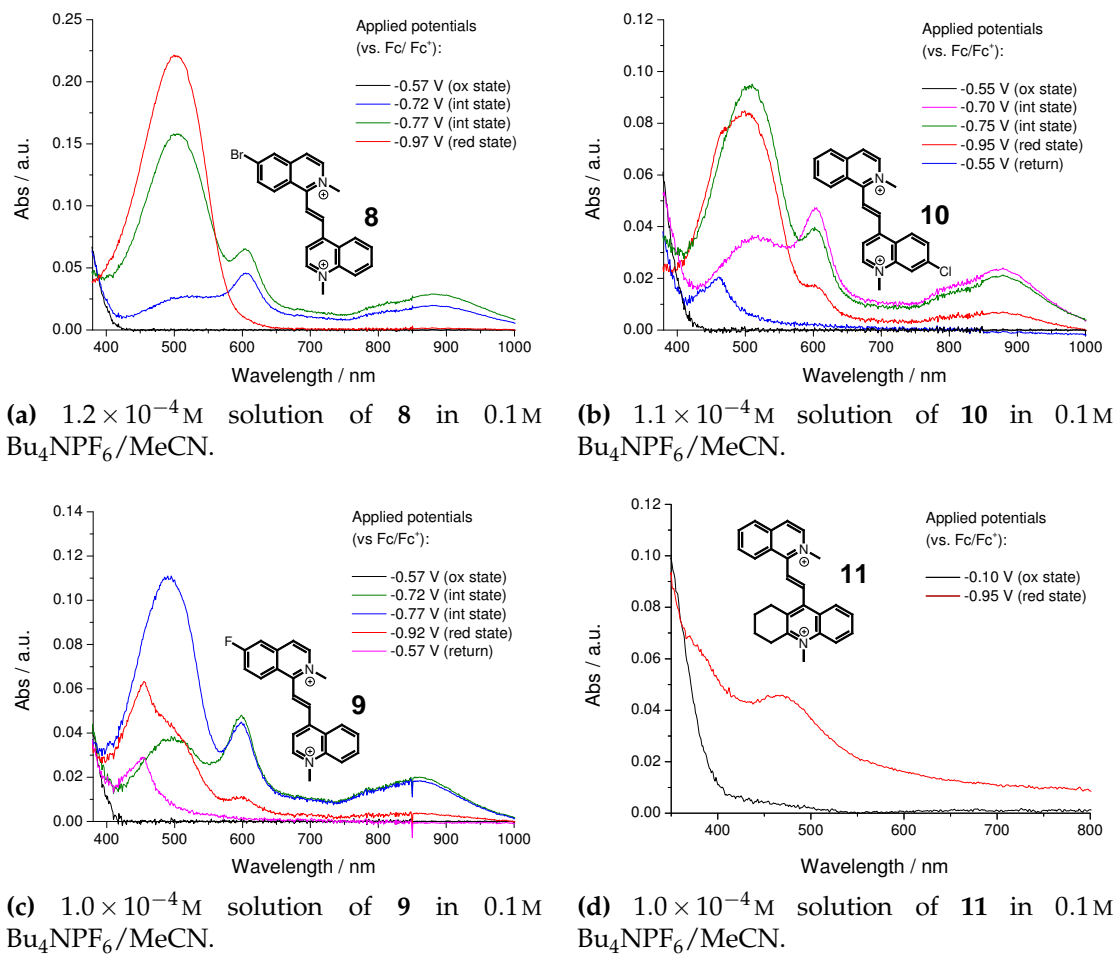 0.25
0.20
0.15
0.10
0.05
0.00
Abs / a.u.
400 500 600 700 800 900 1000
Wavelength / nm
Applied potentials
(vs. Fc/ Fc⁺):
-0.57 V (ox state)
-0.72 V (int state)
-0.77 V (int state)
-0.97 V (red state)
Br
N
⊕
CH₃
8
N
⊕
CH₃
(a) 1.2 × 10⁻⁴ M solution of 8 in 0.1 M
Bu₄NPF₆/MeCN.
0.12
0.10
0.08
0.06
0.04
0.02
0.00
Abs / a.u.
400 500 600 700 800 900 1000
Wavelength / nm
Applied potentials
(vs. Fc/Fc⁺):
-0.55 V (ox state)
-0.70 V (int state)
-0.75 V (int state)
-0.95 V (red state)
-0.55 V (return)
N
⊕
CH₃
10
N
⊕
CH₃
Cl
(b) 1.1 × 10⁻⁴ M solution of 10 in 0.1 M
Bu₄NPF₆/MeCN.
0.14
0.12
0.10
0.08
0.06
0.04
0.02
0.00
Abs / a.u.
400 500 600 700 800 900 1000
Wavelength / nm
Applied potentials
(vs Fc/Fc⁺):
-0.57 V (ox state)
-0.72 V (int state)
-0.77 V (int state)
-0.92 V (red state)
-0.57 V (return)
F
N
⊕
CH₃
9
N
⊕
CH₃
(c) 1.0 × 10⁻⁴ M solution of 9 in 0.1 M
Bu₄NPF₆/MeCN.
0.12
0.10
0.08
0.06
0.04
0.02
0.00
Abs / a.u.
400 500 600 700 800
Wavelength / nm
Applied potentials
(vs. Fc/Fc⁺):
-0.10 V (ox state)
-0.95 V (red state)
N
⊕
CH₃
11
N
⊕
CH₃
(d) 1.0 × 10⁻⁴ M solution of 11 in 0.1 M
Bu₄NPF₆/MeCN.